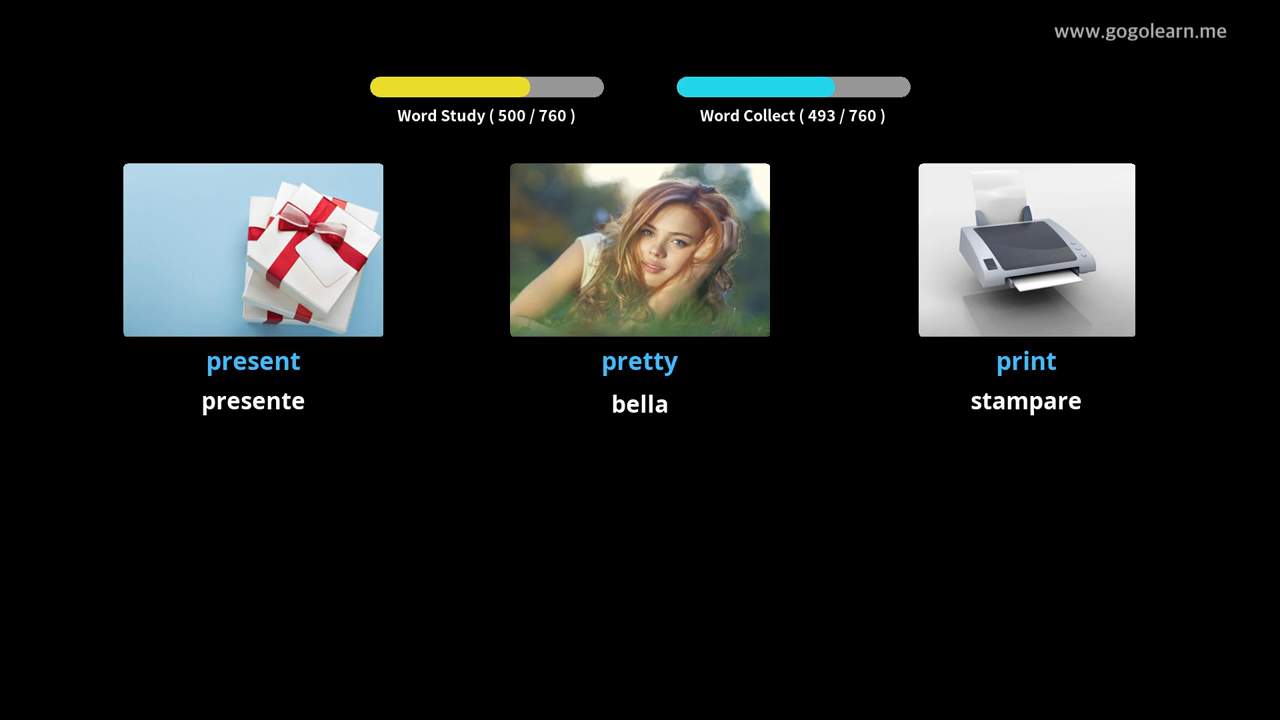 www.gogolearn.me
Word Study ( 500 / 760 )
Word Collect ( 493 / 760 )
present
pretty
print
presente
bella
stampare